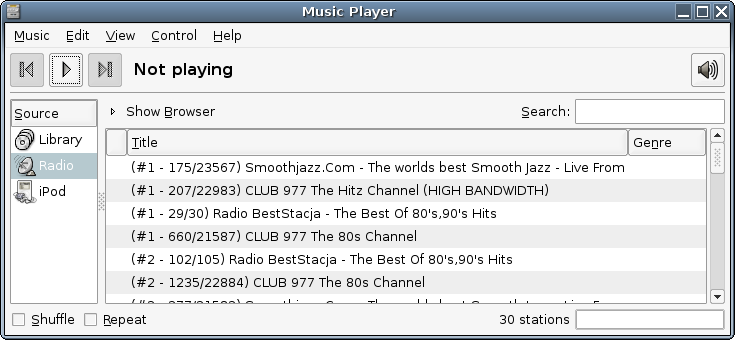 Music Player
Music Edit View Control Help
Not playing
Source
Library
Radio
iPod
Show Browser
Search:
Title Genre
(#1 - 175/23567) Smoothjazz.Com - The worlds best Smooth Jazz - Live From
(#1 - 207/22983) CLUB 977 The Hitz Channel (HIGH BANDWIDTH)
(#1 - 29/30) Radio BestStacja - The Best Of 80's,90's Hits
(#1 - 660/21587) CLUB 977 The 80s Channel
(#2 - 102/105) Radio BestStacja - The Best Of 80's,90's Hits
(#2 - 1235/22884) CLUB 977 The 80s Channel
Shuffle Repeat 30 stations